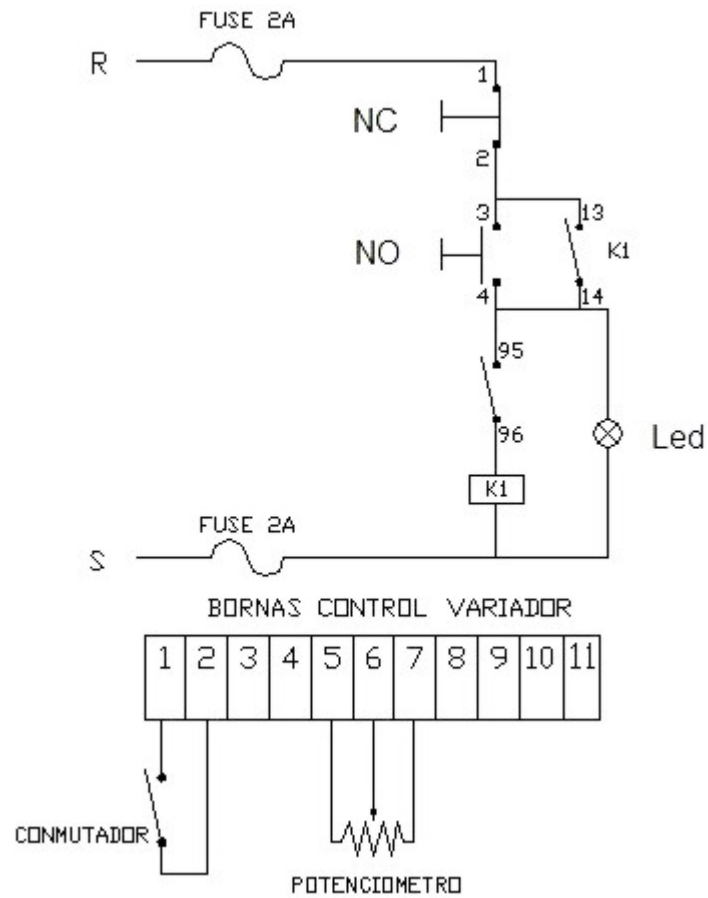 FUSE 2A
R
1
NC
2
3
13
NO
K1
4
14
95
96
Led
K1
FUSE 2A
S
BORNAS CONTROL VARIADOR
1 2 3 4 5 6 7 8 9 10 11
CONMUTADOR
POTENCIOMETRO